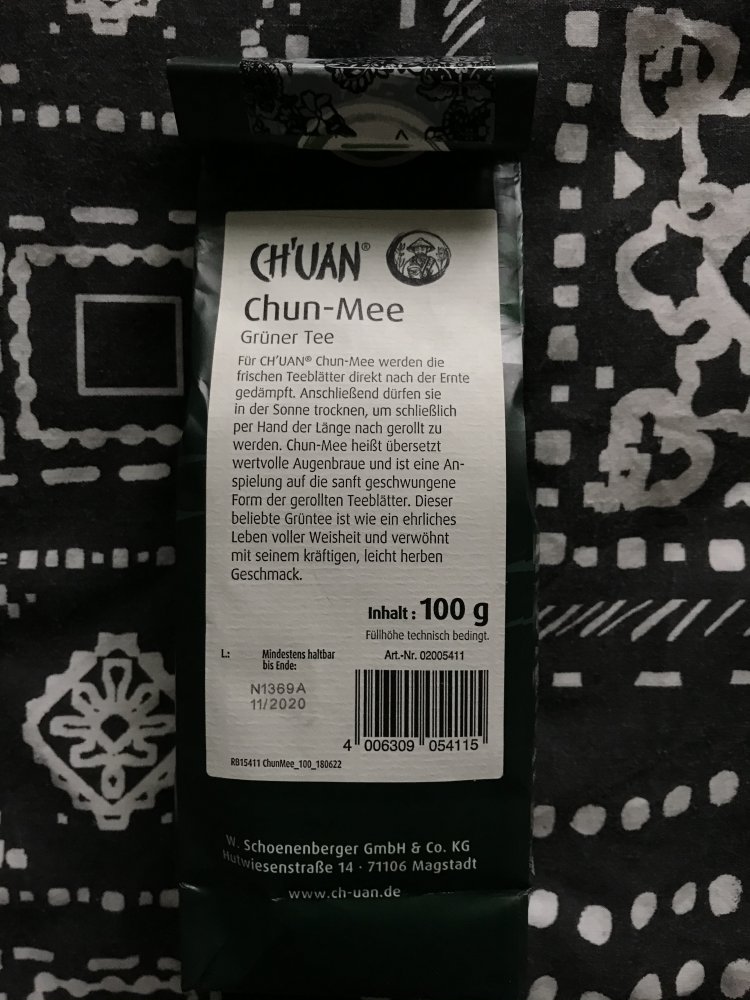 CH'UAN®
Chun-Mee
Grüner Tee
Für CH'UAN® Chun-Mee werden die
frischen Teeblätter direkt nach der Ernte
gedämpft. Anschließend dürfen sie
in der Sonne trocknen, um schließlich
per Hand der Länge nach gerollt zu
werden. Chun-Mee heißt übersetzt
wertvolle Augenbraue und ist eine An-
spielung auf die sanft geschwungene
Form der gerollten Teeblätter. Dieser
beliebte Grüntee ist wie ein ehrliches
Leben voller Weisheit und verwöhnt
mit seinem kräftigen, leicht herben
Geschmack.
Inhalt : 100 g
Füllhöhe technisch bedingt.
L.: Mindestens haltbar
bis Ende:
Art.-Nr. 02005411
N1369A
11/2020
4 006309 054115
RB15411 ChunMee_100_180622
W. Schoenenberger GmbH & Co. KG
Hutwiesenstraße 14 · 71106 Magstadt
www.ch-uan.de